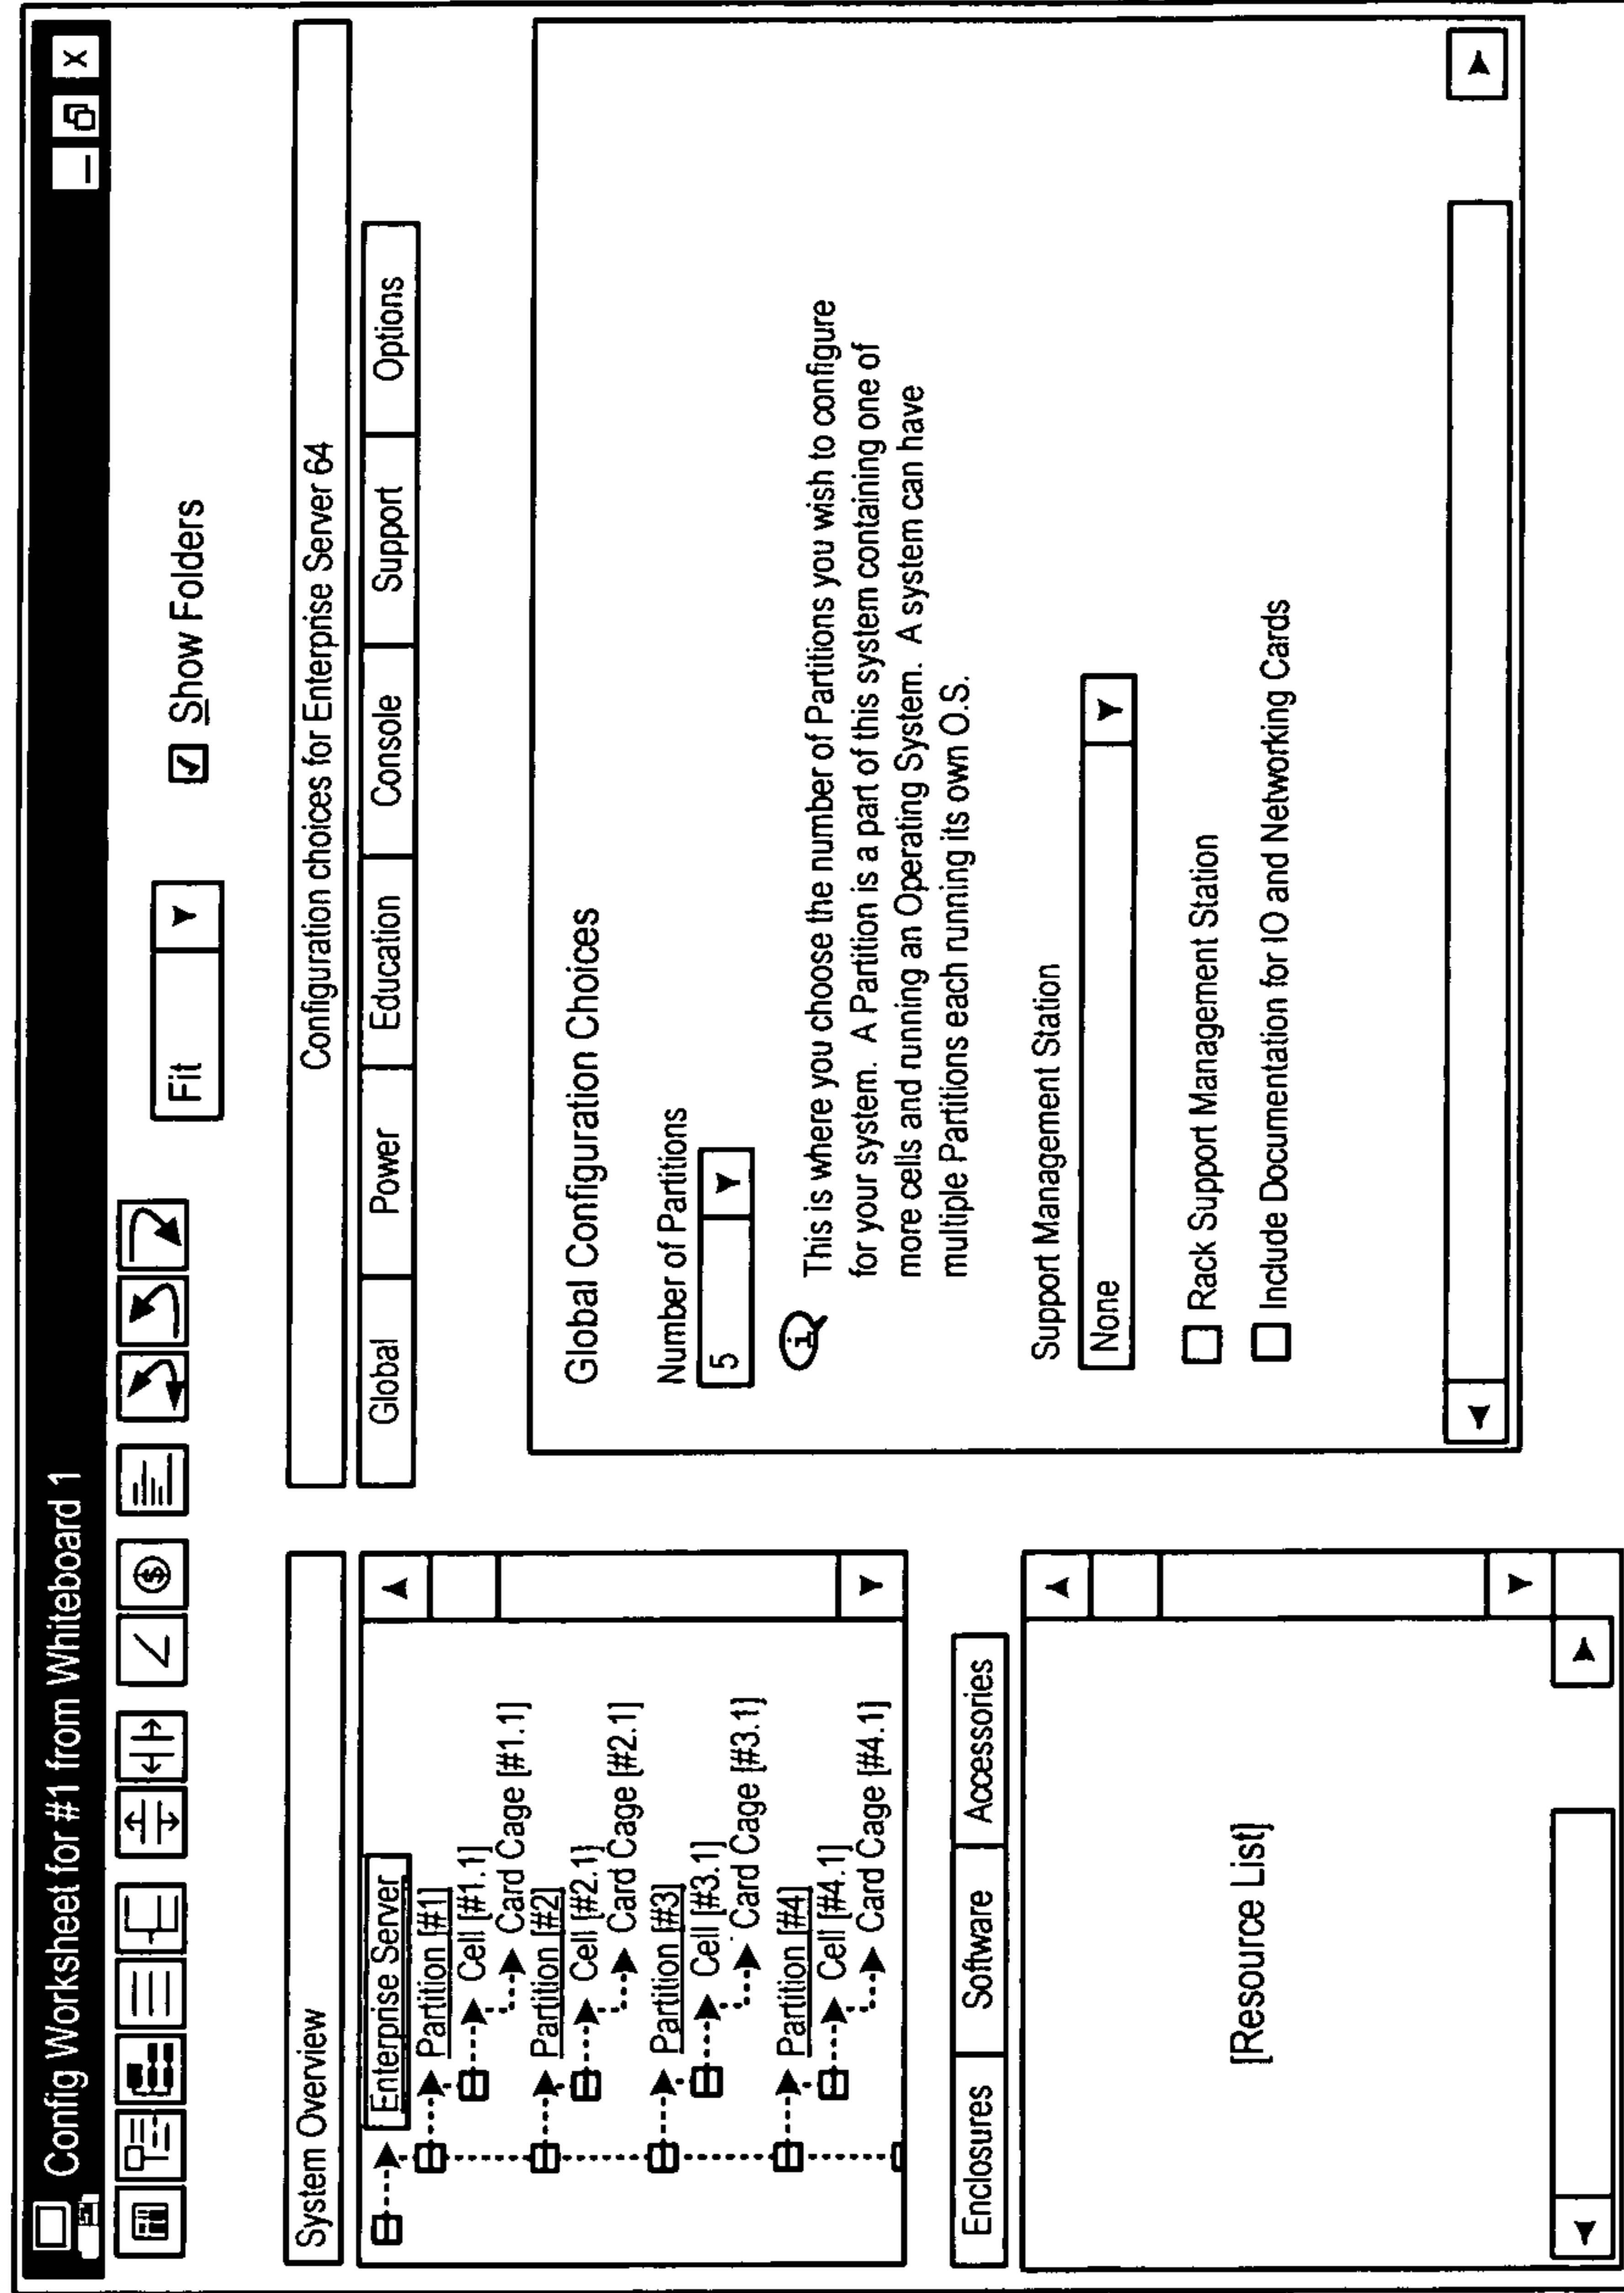 Config Worksheet for #1 from Whiteboard 1
Fit
Show Folders
System Overview
Enterprise Server
Partition [#1]
Cell [#1.1]
Card Cage [#1.1]
Partition [#2]
Cell [#2.1]
Card Cage [#2.1]
Partition [#3]
Cell [#3.1]
Card Cage [#3.1]
Partition [#4]
Cell [#4.1]
Card Cage [#4.1]
Enclosures
Software
Accessories
[Resource List]
Configuration choices for Enterprise Server 64
Global
Power
Education
Console
Support
Options
Global Configuration Choices
Number of Partitions
5
This is where you choose the number of Partitions you wish to configure
for your system. A Partition is a part of this system containing one of
more cells and running an Operating System. A system can have
multiple Partitions each running its own O.S.
Support Management Station
None
Rack Support Management Station
Include Documentation for IO and Networking Cards